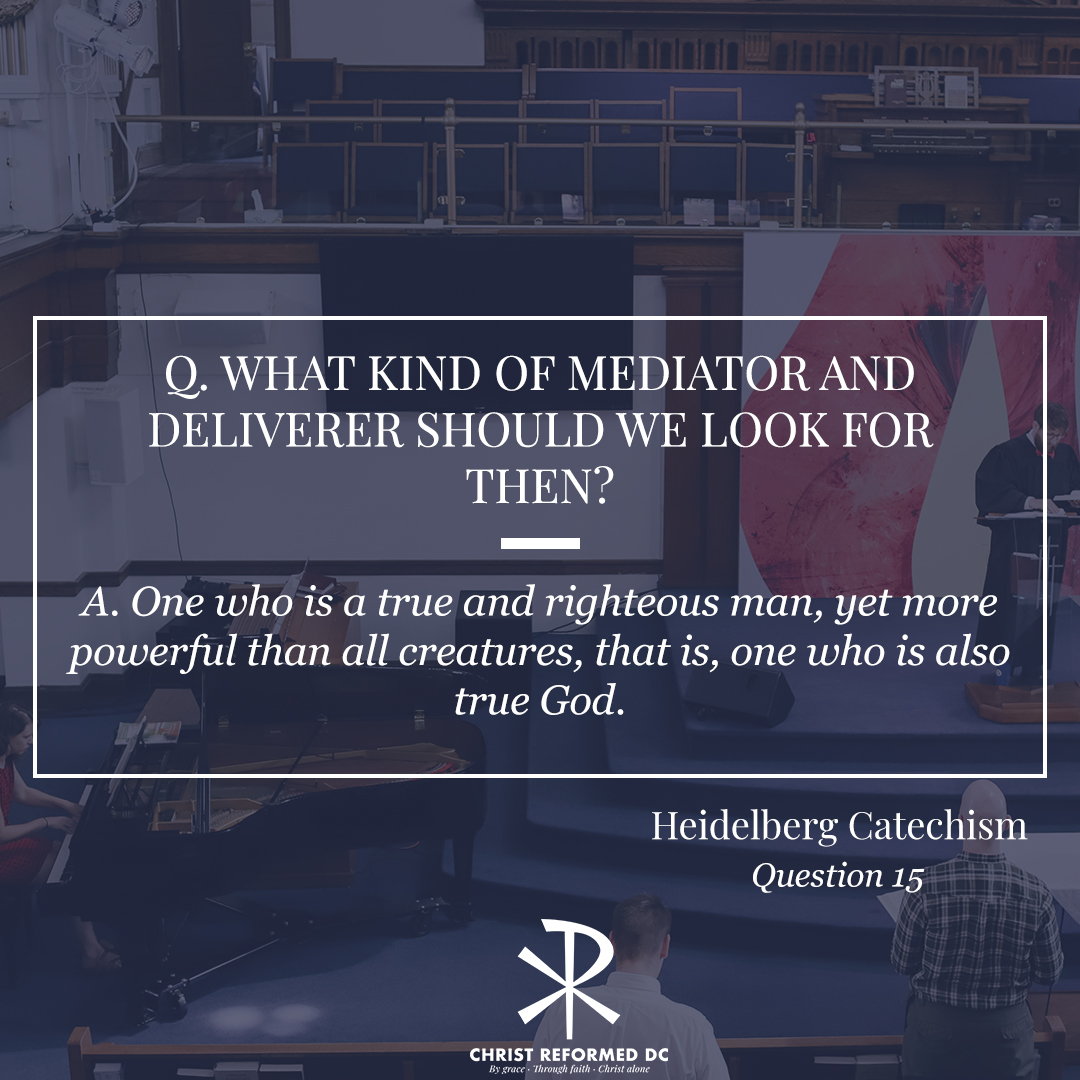 Q. WHAT KIND OF MEDIATOR AND
DELIVERER SHOULD WE LOOK FOR
THEN?
A. One who is a true and righteous man, yet more
powerful than all creatures, that is, one who is also
true God.
Heidelberg Catechism
Question 15
CHRIST REFORMED DC
By grace · Through faith · Christ alone